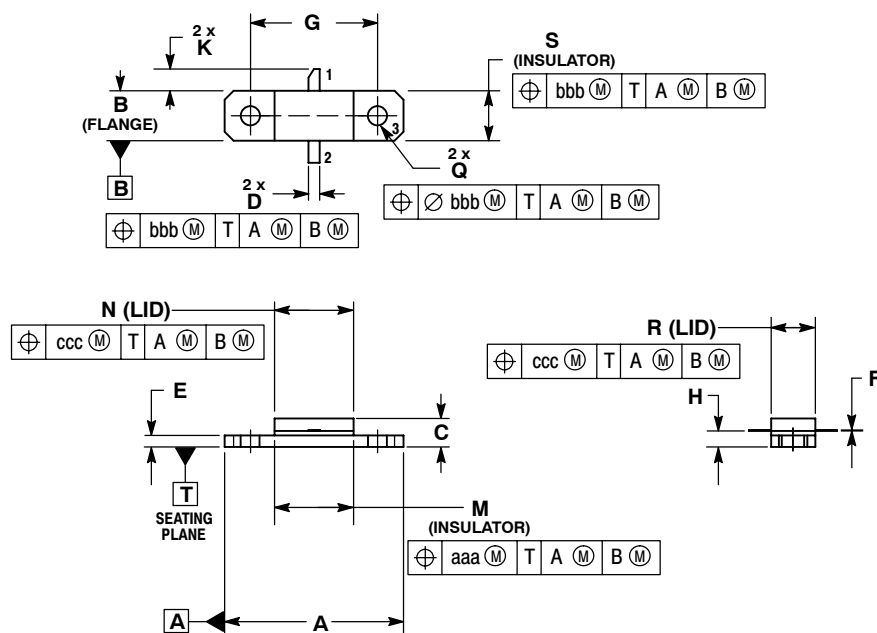 G
2 x
K
1
S
(INSULATOR)
⌖ bbb Ⓜ T A Ⓜ B Ⓜ
B
(FLANGE)
3
2
B
2 x
Q
2 x
D
⌖ ∅ bbb Ⓜ T A Ⓜ B Ⓜ
⌖ bbb Ⓜ T A Ⓜ B Ⓜ
N (LID)
⌖ ccc Ⓜ T A Ⓜ B Ⓜ
R (LID)
⌖ ccc Ⓜ T A Ⓜ B Ⓜ
E
C
H
F
T
SEATING
PLANE
M
(INSULATOR)
⌖ aaa Ⓜ T A Ⓜ B Ⓜ
A
A